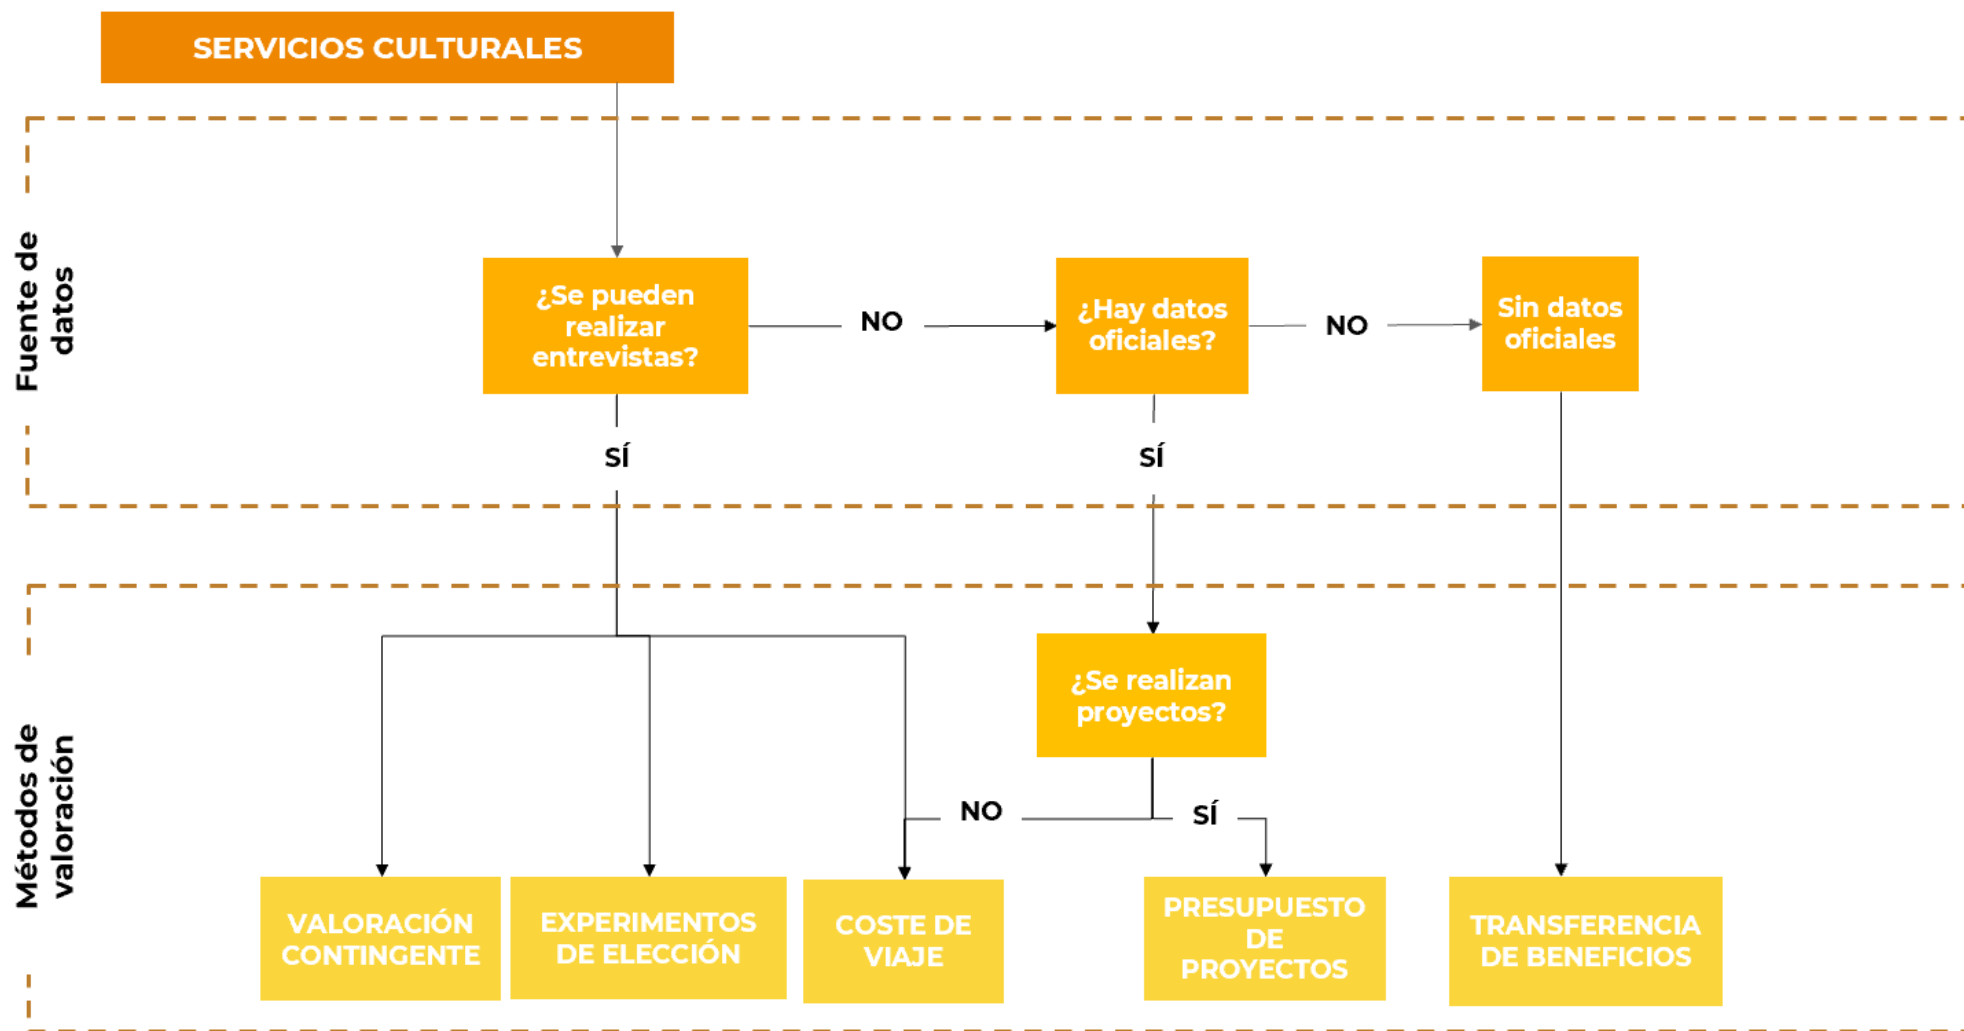 SERVICIOS CULTURALES
Fuente de
datos
¿Se pueden
realizar
entrevistas?
NO
¿Hay datos
oficiales?
NO
Sin datos
oficiales
SÍ
SÍ
Métodos de
valoración
¿Se realizan
proyectos?
NO
SÍ
VALORACIÓN
CONTINGENTE
EXPERIMENTOS
DE ELECCIÓN
COSTE DE
VIAJE
PRESUPUESTO
DE
PROYECTOS
TRANSFERENCIA
DE BENEFICIOS